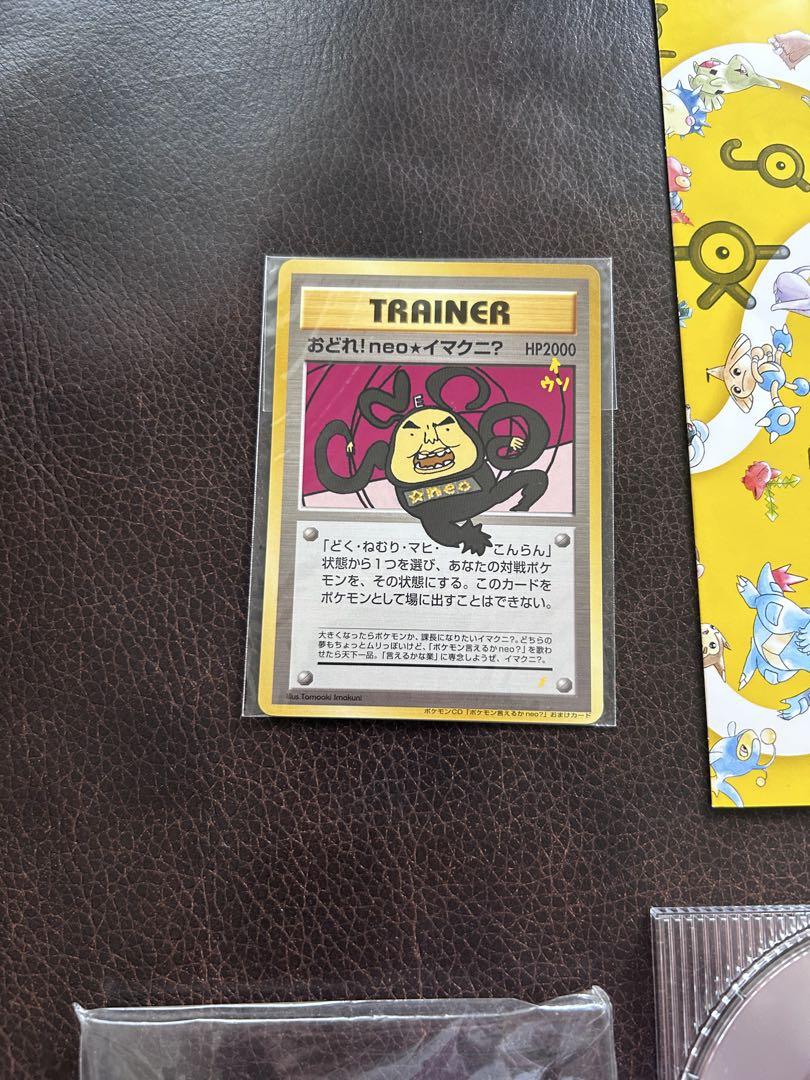 TRAINER
おどれ!neo★イマクニ? HP2000
↑
ウソ
E
☆neo☆
「どく・ねむり・マヒ・ こんらん」
状態から1つを選び、あなたの対戦ポケ
モンを、その状態にする。このカードを
ポケモンとして場に出すことはできない。
大きくなったらポケモンか、課長になりたいイマクニ?。どちらの
夢もちょっとムリっぽいけど、「ポケモン言えるかneo?」を歌わ
せたら天下一品。「言えるかな業」に専念しようぜ、イマクニ?。
Illus.Tomoaki Imakuni
ポケモンCD「ポケモン言えるかneo?」おまけカード